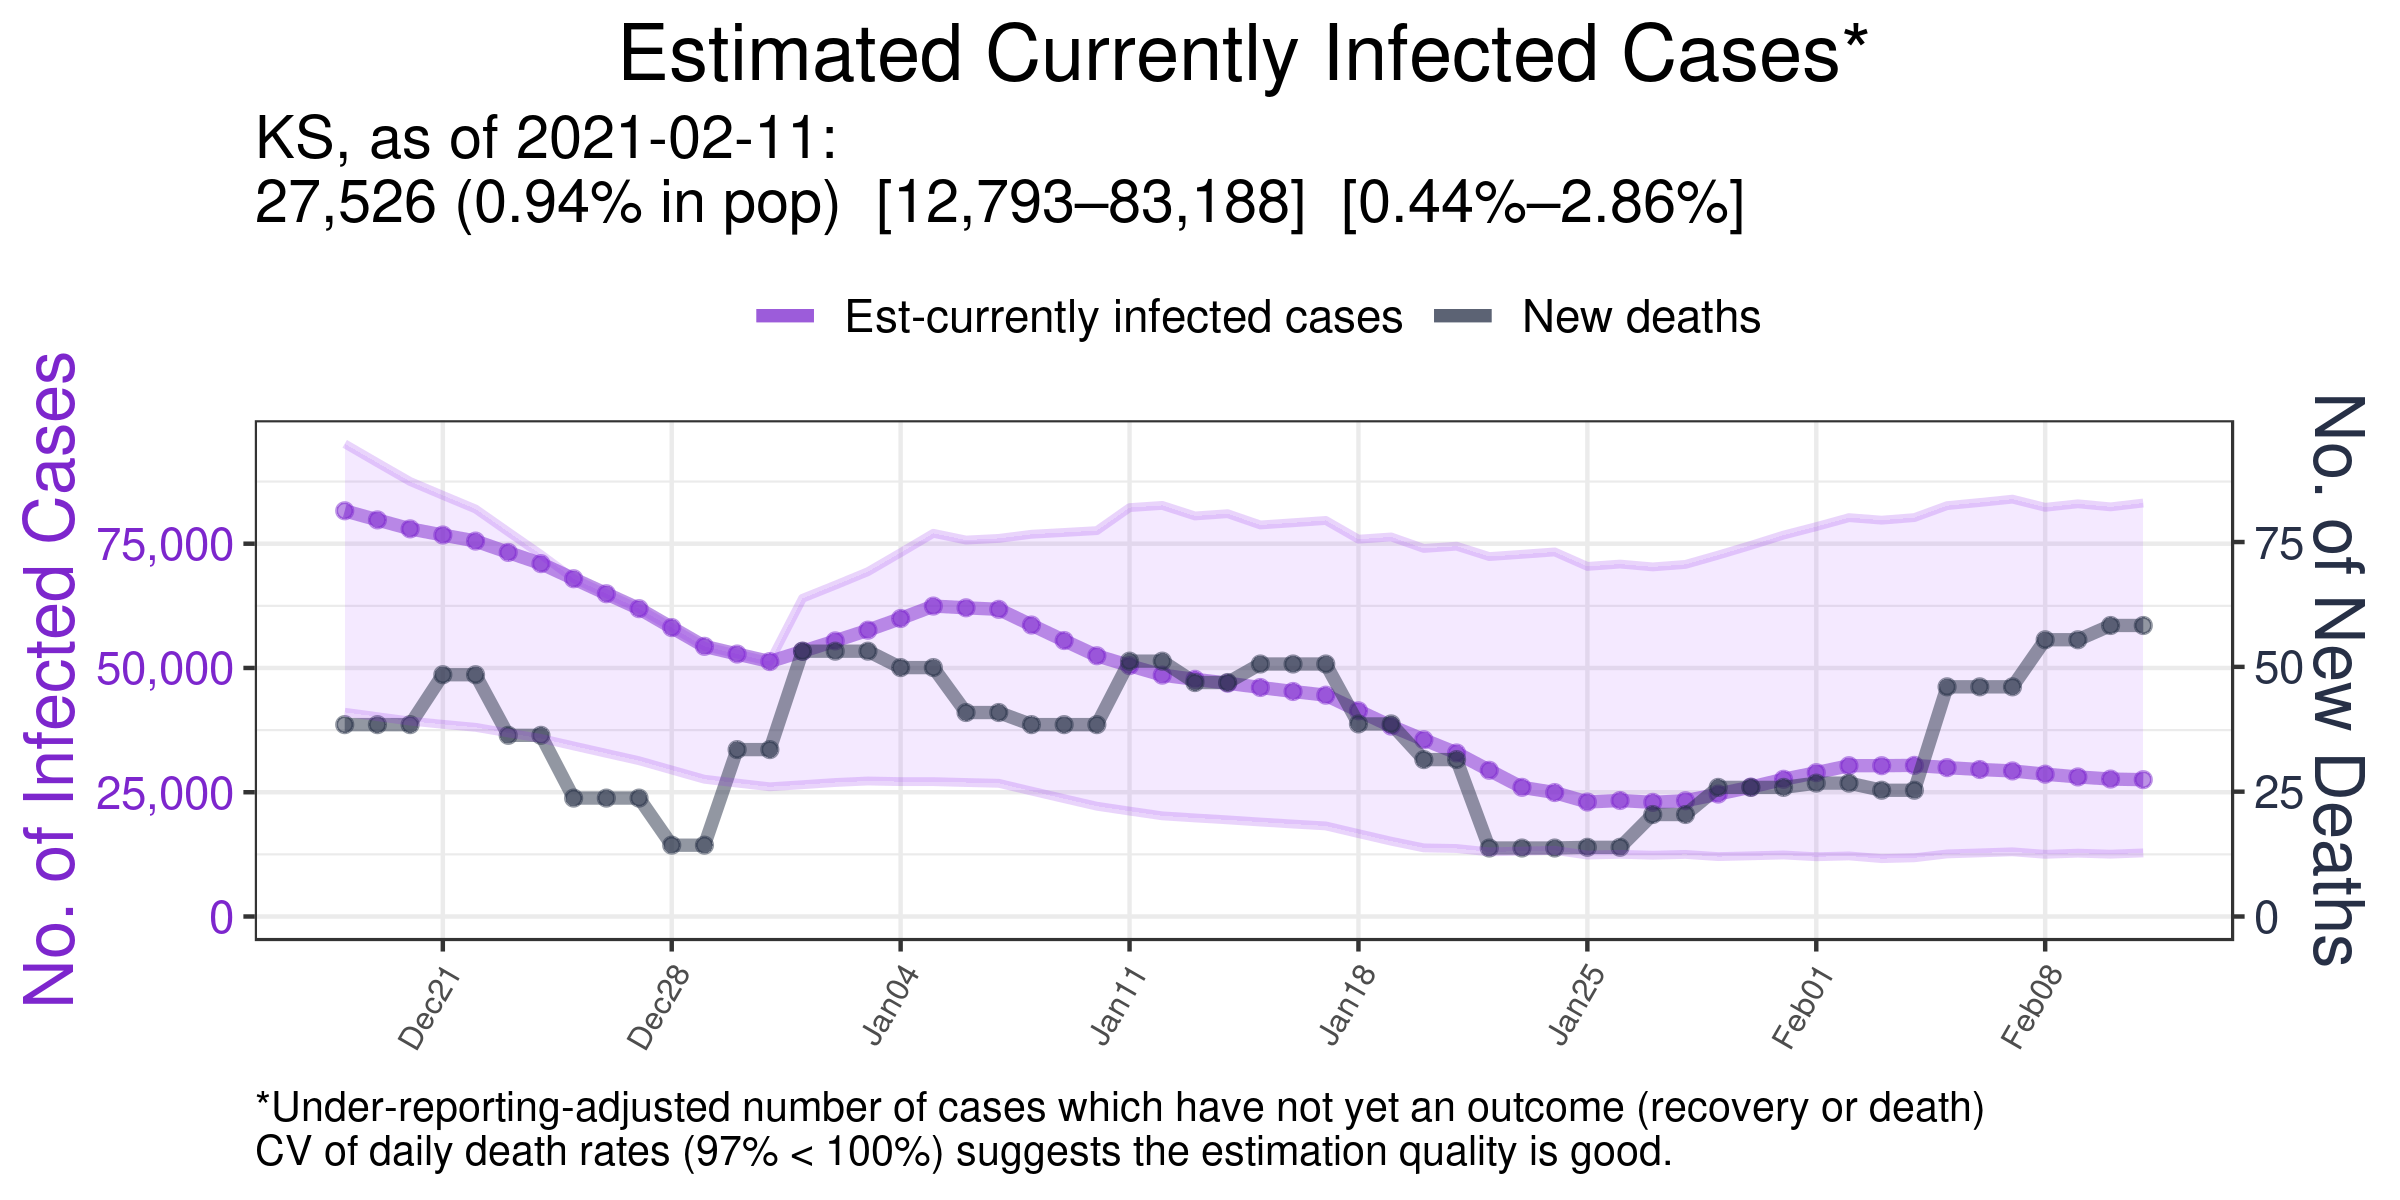 Estimated Currently Infected Cases*
KS, as of 2021-02-11:
27,526 (0.94% in pop)  [12,793–83,188]  [0.44%–2.86%]
Est-currently infected cases
New deaths
No. of Infected Cases
75,000
50,000
25,000
0
No. of New Deaths
75
50
25
0
Dec21
Dec28
Jan04
Jan11
Jan18
Jan25
Feb01
Feb08
*Under-reporting-adjusted number of cases which have not yet an outcome (recovery or death)
CV of daily death rates (97% < 100%) suggests the estimation quality is good.